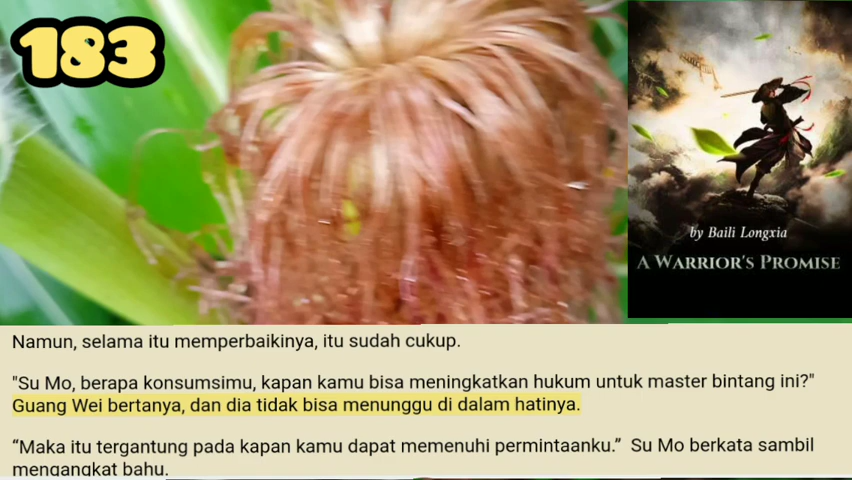 183
by Baili Longxia
A WARRIOR'S PROMISE
Namun, selama itu memperbaikinya, itu sudah cukup.
"Su Mo, berapa konsumsimu, kapan kamu bisa meningkatkan hukum untuk master bintang ini?"
Guang Wei bertanya, dan dia tidak bisa menunggu di dalam hatinya.
“Maka itu tergantung pada kapan kamu dapat memenuhi permintaanku.” Su Mo berkata sambil
mengangkat bahu.